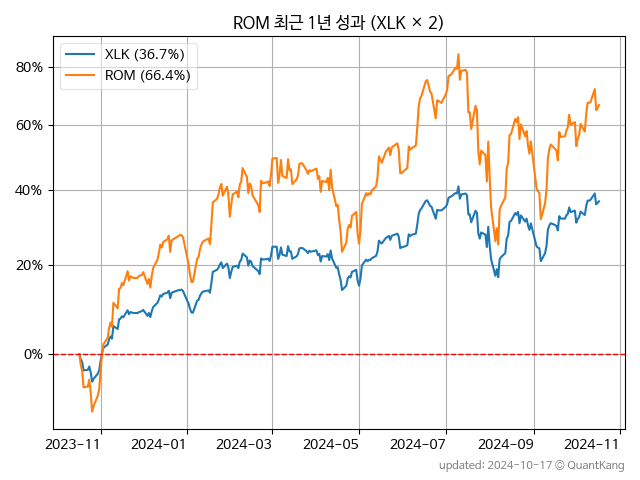 ROM 최근 1년 성과 (XLK × 2)
XLK (36.7%)
ROM (66.4%)
80%
60%
40%
20%
0%
2023-11 2024-01 2024-03 2024-05 2024-07 2024-09 2024-11
updated: 2024-10-17 © QuantKang